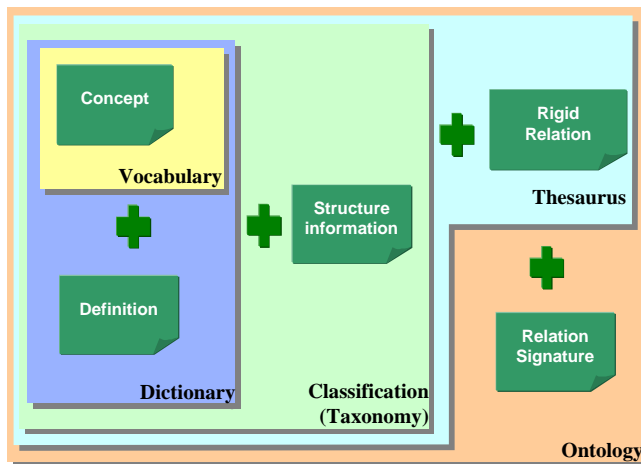 Concept
Vocabulary
Definition
Dictionary
Structure
information
Classification
(Taxonomy)
Rigid
Relation
Thesaurus
Relation
Signature
Ontology